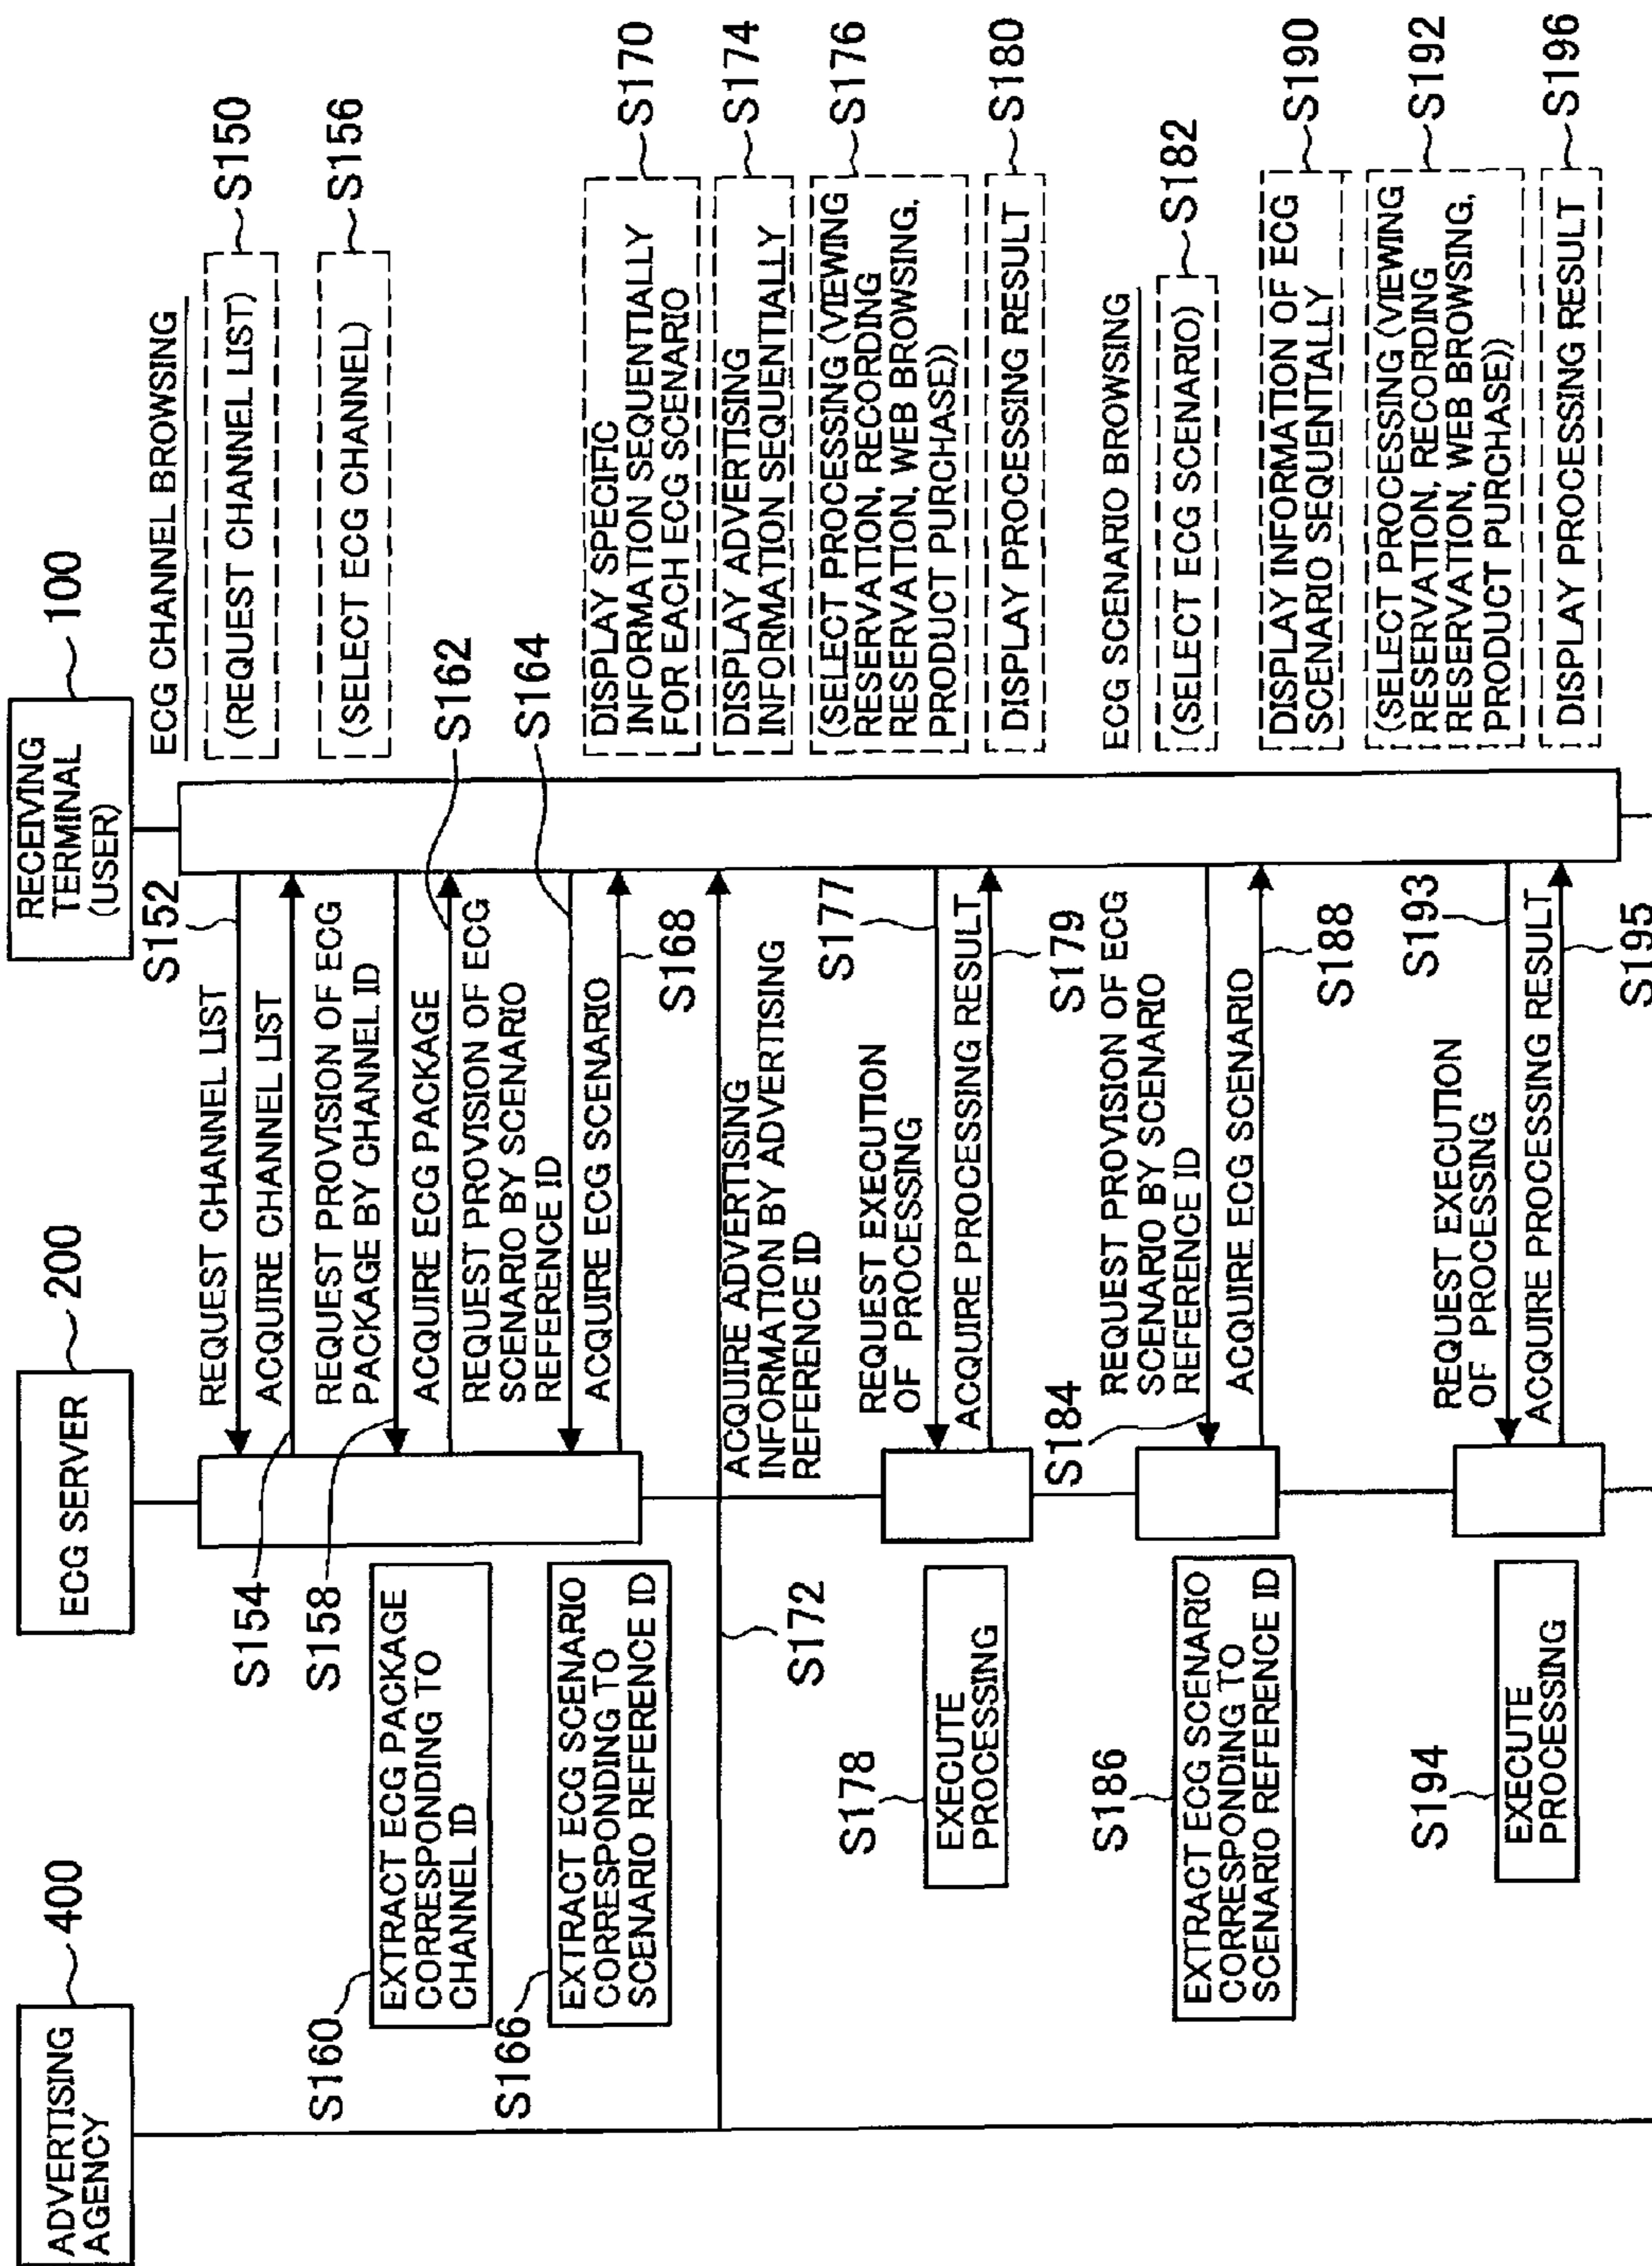 ADVERTISING
AGENCY
400
ECG SERVER
200
RECEIVING
TERMINAL
(USER)
100
ECG CHANNEL BROWSING
(REQUEST CHANNEL LIST)
S150
S152
REQUEST CHANNEL LIST
ACQUIRE CHANNEL LIST
S154
(SELECT ECG CHANNEL)
S156
REQUEST PROVISION OF ECG
PACKAGE BY CHANNEL ID
S158
S160
EXTRACT ECG PACKAGE
CORRESPONDING TO
CHANNEL ID
ACQUIRE ECG PACKAGE
S162
REQUEST PROVISION OF ECG
SCENARIO BY SCENARIO
REFERENCE ID
S164
S166
EXTRACT ECG SCENARIO
CORRESPONDING TO
SCENARIO REFERENCE ID
ACQUIRE ECG SCENARIO
S168
DISPLAY SPECIFIC
INFORMATION SEQUENTIALLY
FOR EACH ECG SCENARIO
S170
S172
ACQUIRE ADVERTISING
INFORMATION BY ADVERTISING
REFERENCE ID
DISPLAY ADVERTISING
INFORMATION SEQUENTIALLY
S174
(SELECT PROCESSING (VIEWING
RESERVATION, RECORDING
RESERVATION, WEB BROWSING,
PRODUCT PURCHASE))
S176
S177
REQUEST EXECUTION
OF PROCESSING
S178
EXECUTE
PROCESSING
ACQUIRE PROCESSING RESULT
S179
DISPLAY PROCESSING RESULT
S180
ECG SCENARIO BROWSING
(SELECT ECG SCENARIO)
S182
S184
REQUEST PROVISION OF ECG
SCENARIO BY SCENARIO
REFERENCE ID
S186
EXTRACT ECG SCENARIO
CORRESPONDING TO
SCENARIO REFERENCE ID
ACQUIRE ECG SCENARIO
S188
DISPLAY INFORMATION OF ECG
SCENARIO SEQUENTIALLY
S190
(SELECT PROCESSING (VIEWING
RESERVATION, RECORDING
RESERVATION, WEB BROWSING,
PRODUCT PURCHASE))
S192
S193
REQUEST EXECUTION
OF PROCESSING
S194
EXECUTE
PROCESSING
ACQUIRE PROCESSING RESULT
S195
DISPLAY PROCESSING RESULT
S196